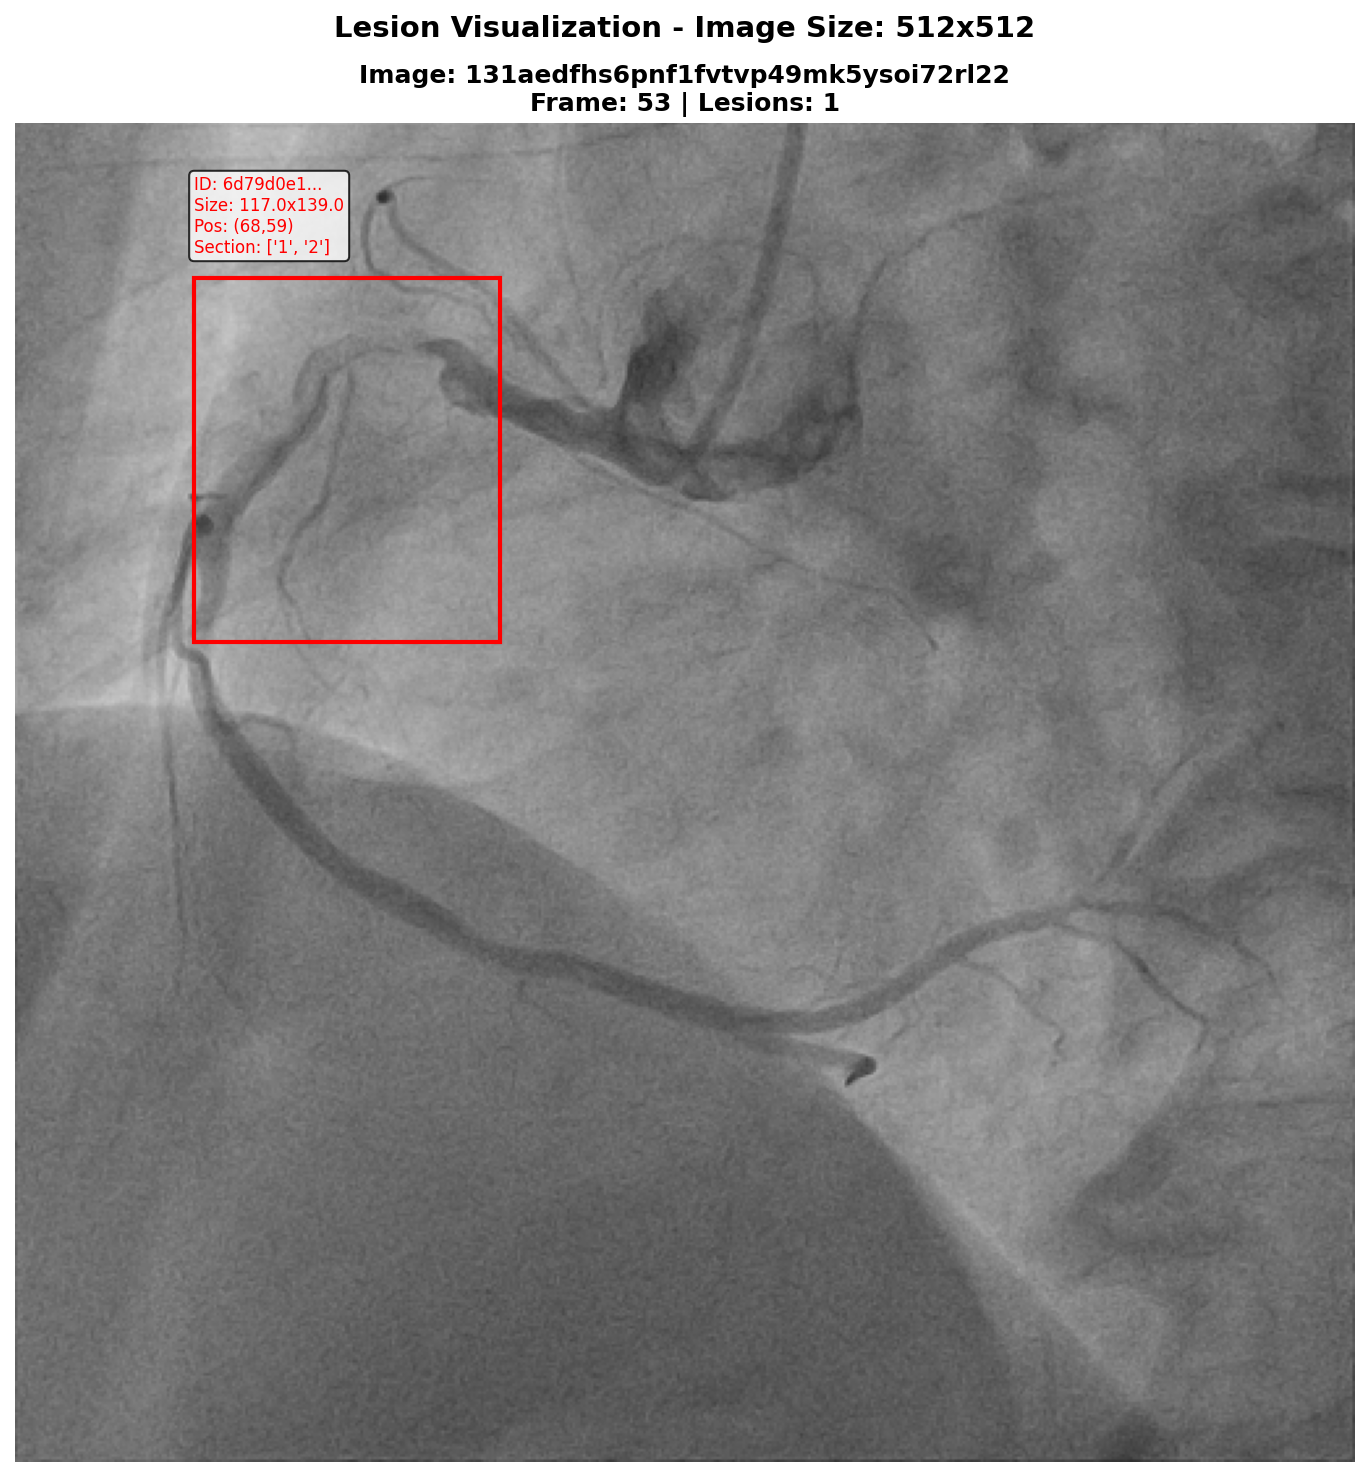 Lesion Visualization - Image Size: 512x512
Image: 131aedfhs6pnf1fvtvp49mk5ysoi72rl22
Frame: 53 | Lesions: 1
ID: 6d79d0e1...
Size: 117.0x139.0
Pos: (68,59)
Section: ['1', '2']